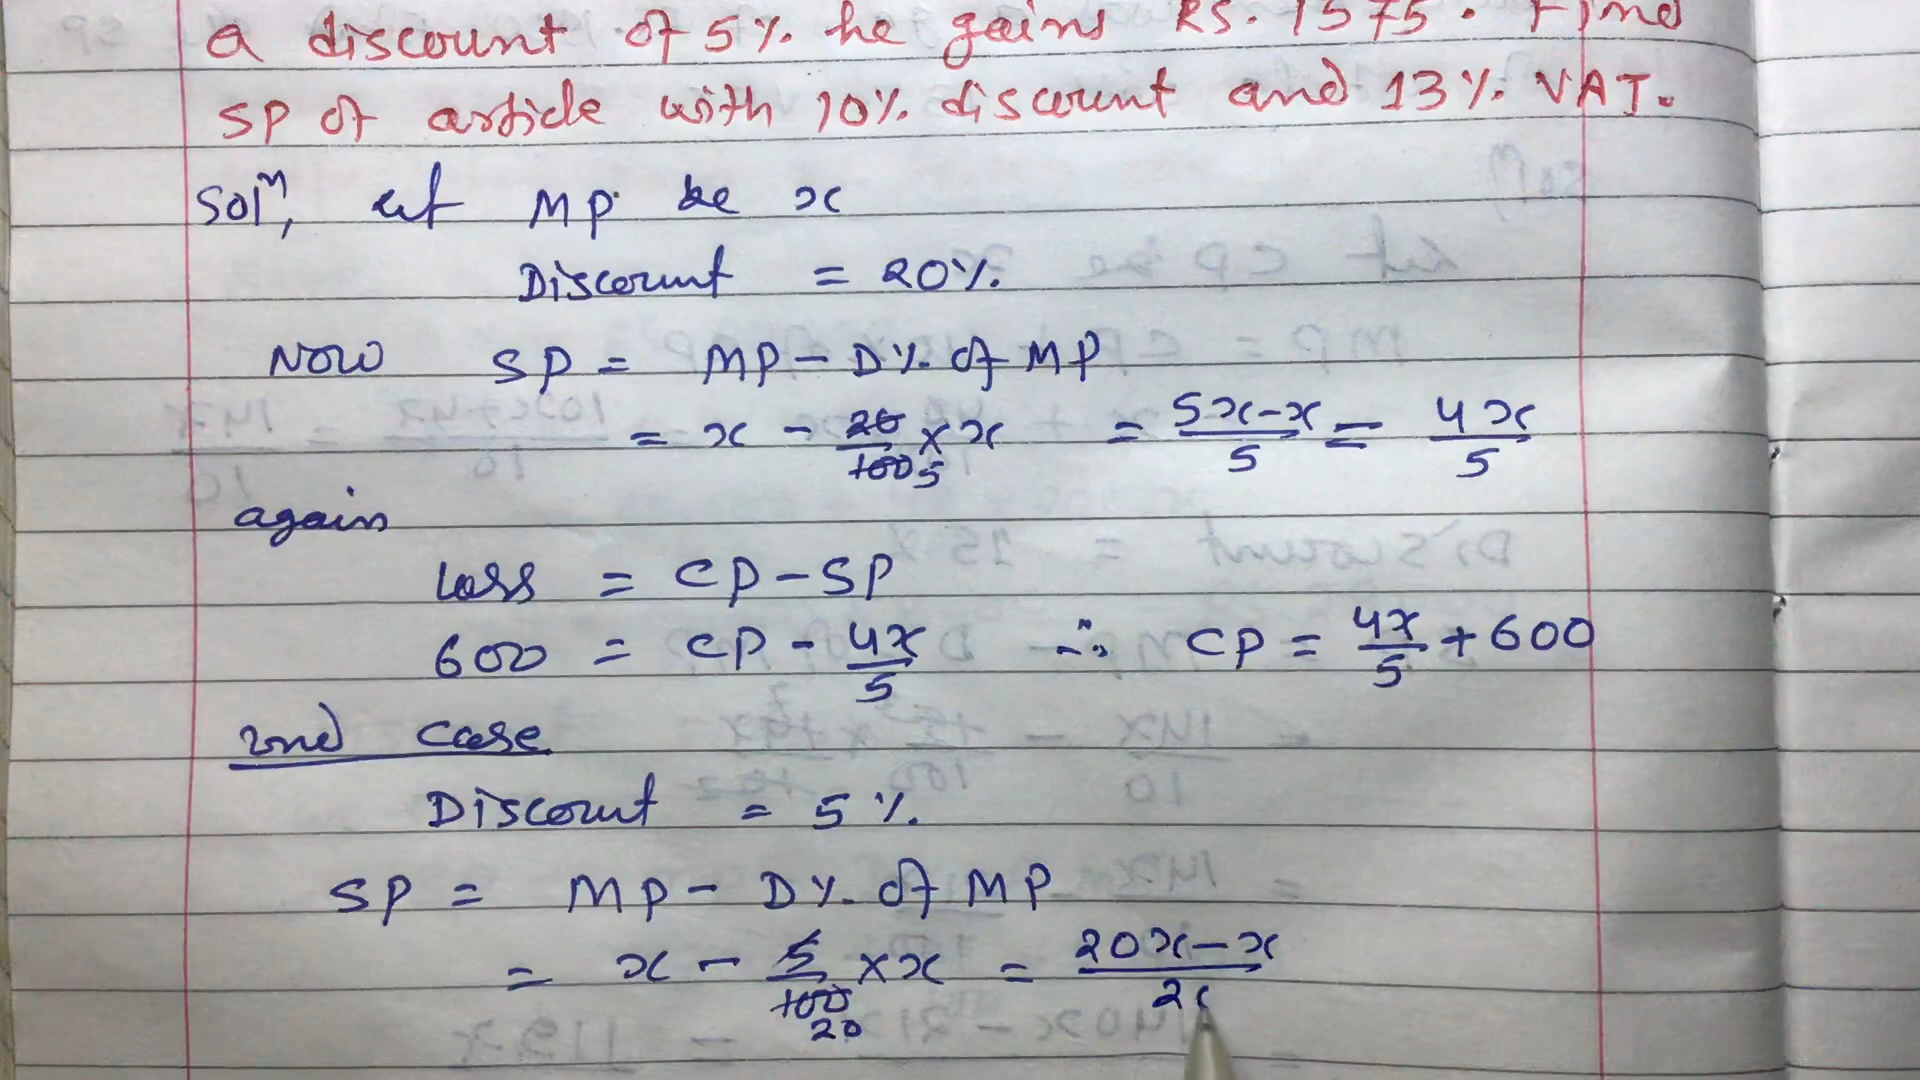 a discount of 5%. he gains RS. 1575. Find
SP of article with 10% discount and 13% VAT.
Solⁿ, let MP be x
Discount = 20%.
Now SP = MP - D% of MP
= x - 20/100 5 × x = 5x-x/5 = 4x/5
again
loss = CP - SP
600 = CP - 4x/5 ∴ CP = 4x/5 + 600
2nd case
Discount = 5%.
SP = MP - D% of MP
= x - 5/100 20 × x = 20x-x/2